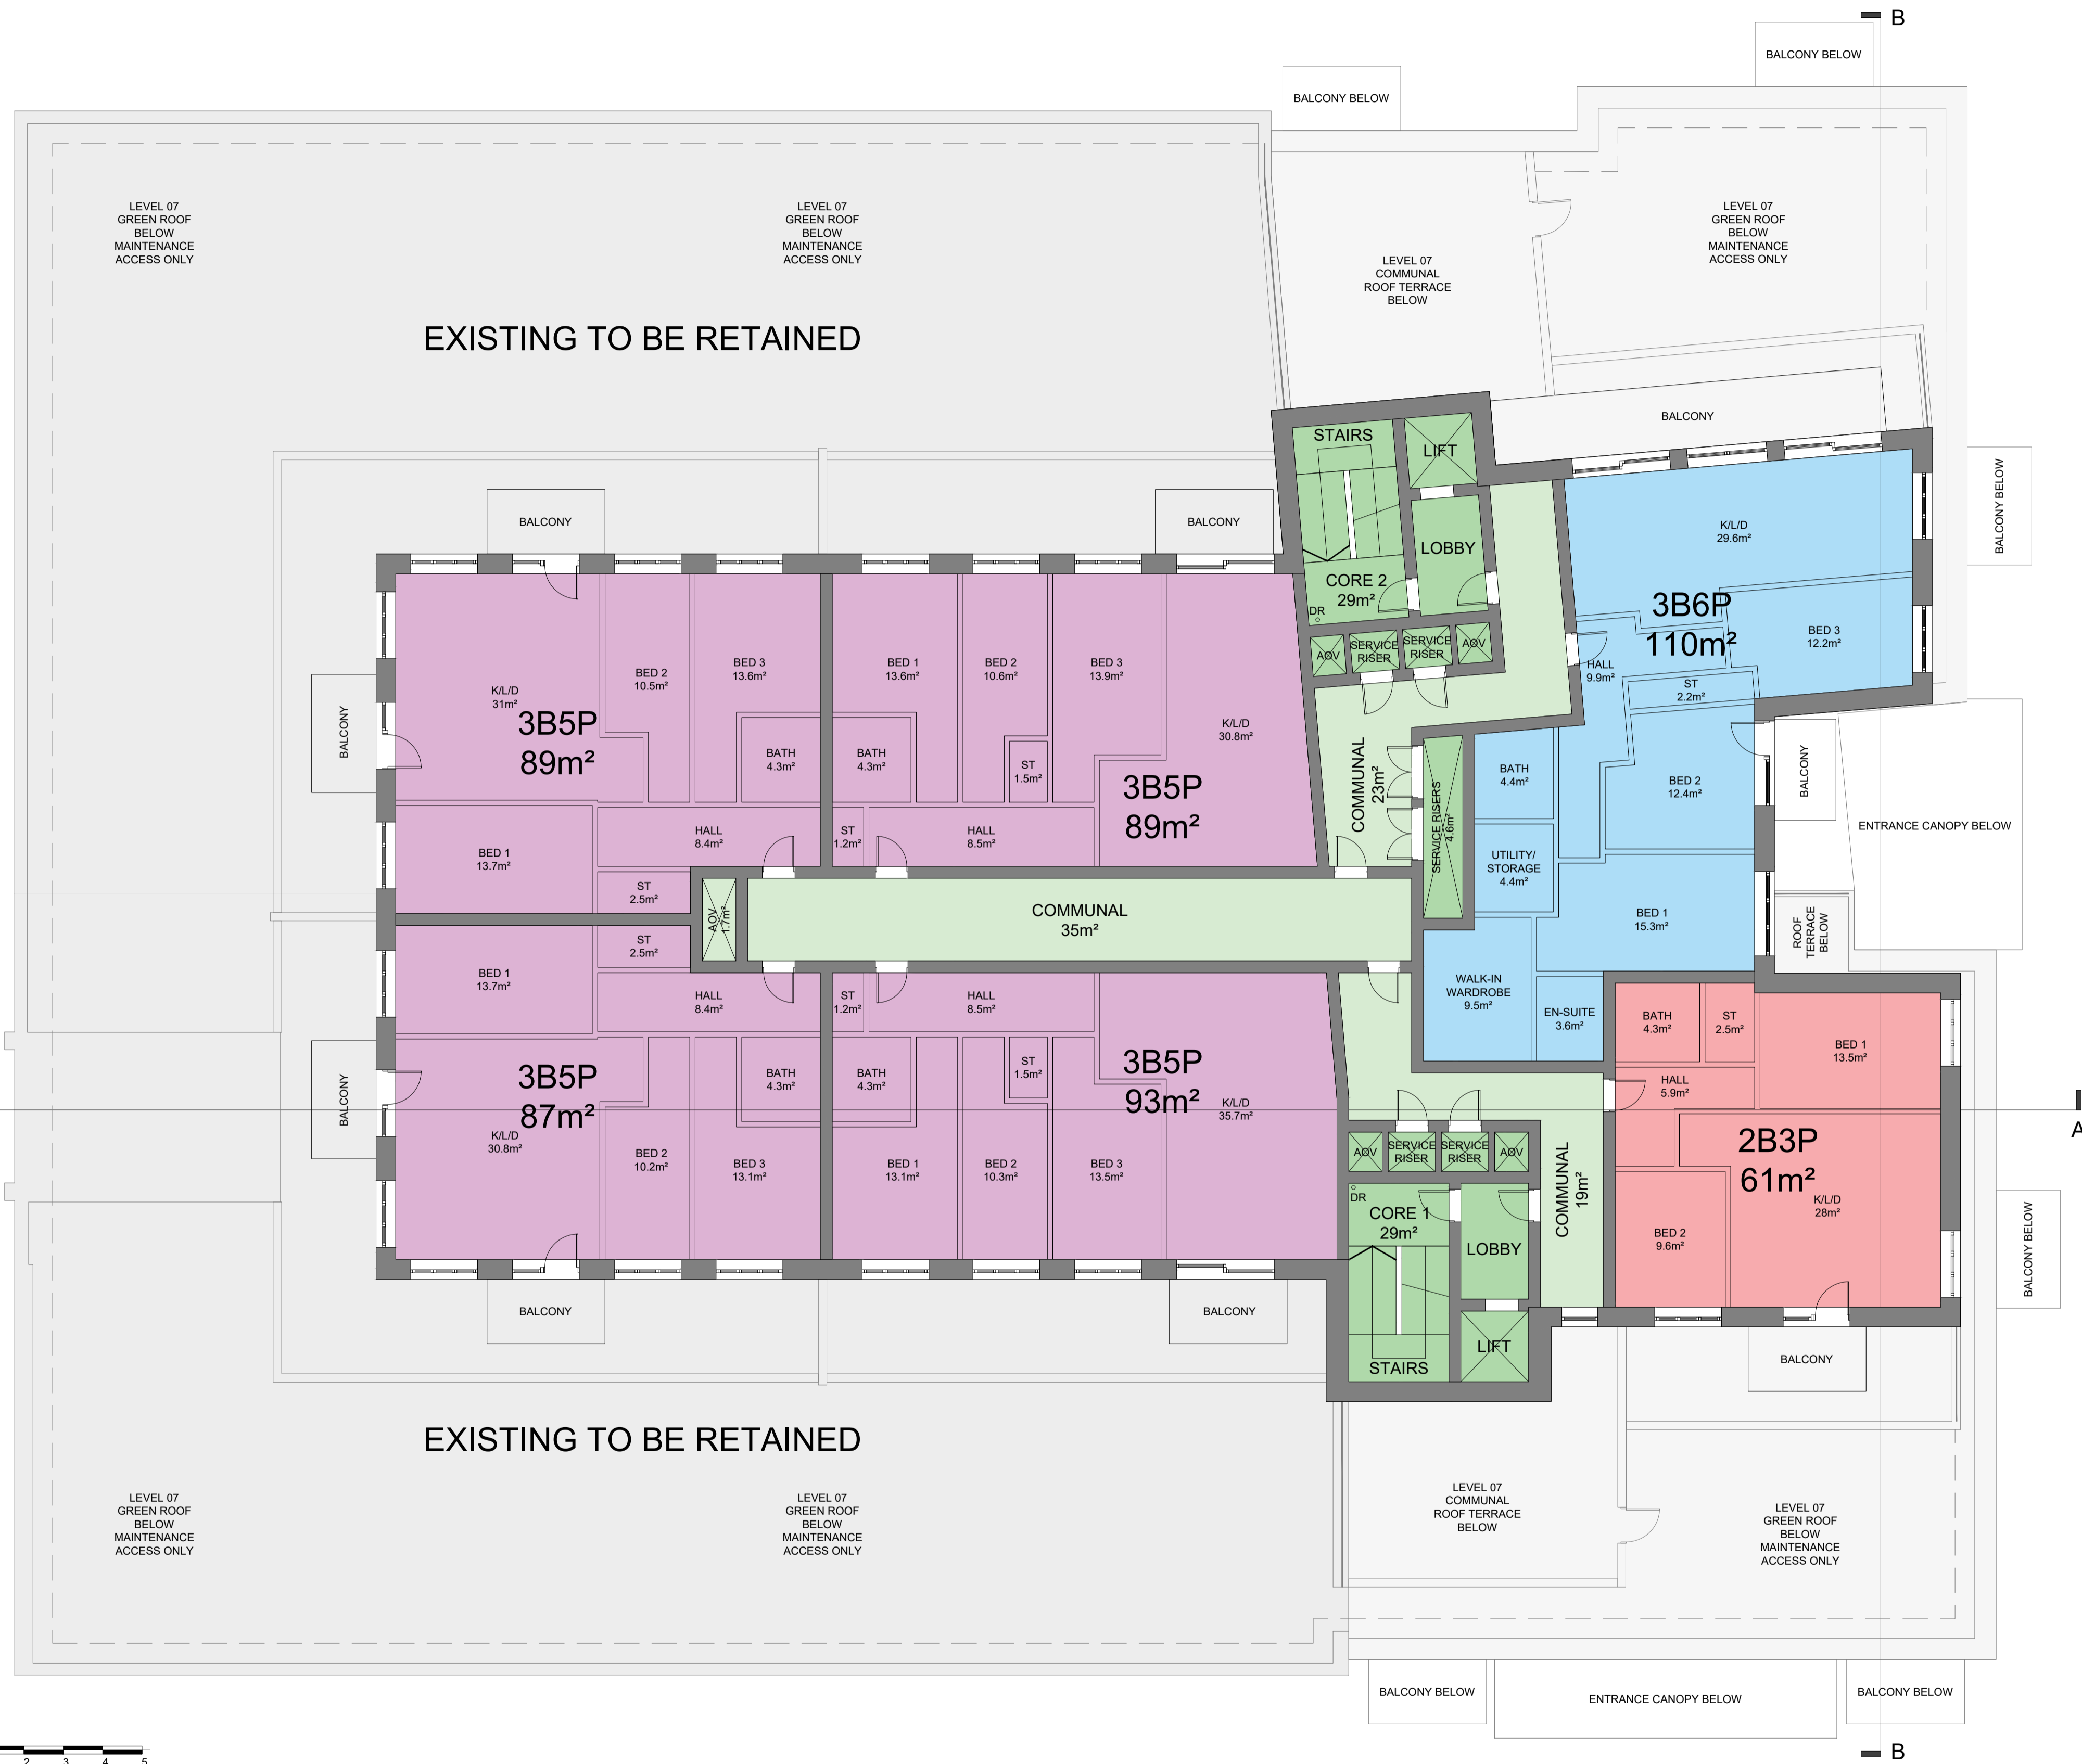 B
BALCONY BELOW
BALCONY BELOW
LEVEL 07
GREEN ROOF
BELOW
MAINTENANCE
ACCESS ONLY
LEVEL 07
GREEN ROOF
BELOW
MAINTENANCE
ACCESS ONLY
LEVEL 07
GREEN ROOF
BELOW
MAINTENANCE
ACCESS ONLY
LEVEL 07
COMMUNAL
ROOF TERRACE
BELOW
EXISTING TO BE RETAINED
BALCONY
STAIRS
LIFT
LOBBY
CORE 2
29m²
DR
AOV
SERVICE
RISER
SERVICE
RISER
AOV
BALCONY BELOW
BALCONY
BALCONY
BALCONY
K/L/D
31m²
3B5P
89m²
BED 2
10.5m²
BED 3
13.6m²
BATH
4.3m²
BED 1
13.7m²
HALL
8.4m²
ST
2.5m²
BED 1
13.6m²
BED 2
10.6m²
BED 3
13.9m²
K/L/D
30.8m²
BATH
4.3m²
ST
1.5m²
3B5P
89m²
ST
1.2m²
HALL
8.5m²
COMMUNAL
23m²
SERVICE RISERS
4.6m²
K/L/D
29.6m²
3B6P
110m²
BED 3
12.2m²
HALL
9.9m²
ST
2.2m²
BATH
4.4m²
BED 2
12.4m²
BALCONY
ENTRANCE CANOPY BELOW
UTILITY/
STORAGE
4.4m²
BED 1
15.3m²
ROOF
TERRACE
BELOW
WALK-IN
WARDROBE
9.5m²
EN-SUITE
3.6m²
AOV
1.7m²
COMMUNAL
35m²
BED 1
13.7m²
ST
2.5m²
HALL
8.4m²
BALCONY
3B5P
87m²
K/L/D
30.8m²
BATH
4.3m²
BED 2
10.2m²
BED 3
13.1m²
ST
1.2m²
HALL
8.5m²
BATH
4.3m²
ST
1.5m²
3B5P
93m²
K/L/D
35.7m²
BED 1
13.1m²
BED 2
10.3m²
BED 3
13.5m²
BATH
4.3m²
ST
2.5m²
BED 1
13.5m²
HALL
5.9m²
2B3P
61m²
K/L/D
28m²
BED 2
9.6m²
A
AOV
SERVICE
RISER
SERVICE
RISER
AOV
DR
CORE 1
29m²
LOBBY
COMMUNAL
19m²
STAIRS
LIFT
BALCONY BELOW
BALCONY
BALCONY
BALCONY
EXISTING TO BE RETAINED
LEVEL 07
GREEN ROOF
BELOW
MAINTENANCE
ACCESS ONLY
LEVEL 07
GREEN ROOF
BELOW
MAINTENANCE
ACCESS ONLY
LEVEL 07
COMMUNAL
ROOF TERRACE
BELOW
LEVEL 07
GREEN ROOF
BELOW
MAINTENANCE
ACCESS ONLY
BALCONY BELOW
ENTRANCE CANOPY BELOW
BALCONY BELOW
B
2 3 4 5